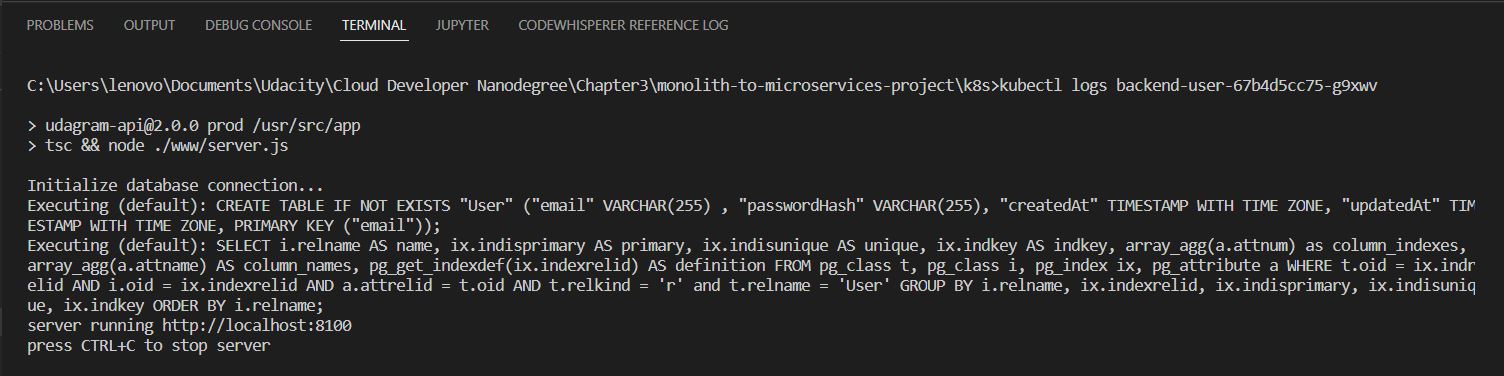 PROBLEMS OUTPUT DEBUG CONSOLE TERMINAL JUPYTER CODEWHISPERER REFERENCE LOG
C:\Users\lenovo\Documents\Udacity\Cloud Developer Nanodegree\Chapter3\monolith-to-microservices-project\k8s>kubectl logs backend-user-67b4d5cc75-g9xwv
> udagram-api@2.0.0 prod /usr/src/app
> tsc && node ./www/server.js
Initialize database connection...
Executing (default): CREATE TABLE IF NOT EXISTS "User" ("email" VARCHAR(255) , "passwordHash" VARCHAR(255), "createdAt" TIMESTAMP WITH TIME ZONE, "updatedAt" TIM
ESTAMP WITH TIME ZONE, PRIMARY KEY ("email"));
Executing (default): SELECT i.relname AS name, ix.indisprimary AS primary, ix.indisunique AS unique, ix.indkey AS indkey, array_agg(a.attnum) as column_indexes,
array_agg(a.attname) AS column_names, pg_get_indexdef(ix.indexrelid) AS definition FROM pg_class t, pg_class i, pg_index ix, pg_attribute a WHERE t.oid = ix.indr
elid AND i.oid = ix.indexrelid AND a.attrelid = t.oid AND t.relkind = 'r' and t.relname = 'User' GROUP BY i.relname, ix.indexrelid, ix.indisprimary, ix.indisuniq
ue, ix.indkey ORDER BY i.relname;
server running http://localhost:8100
press CTRL+C to stop server